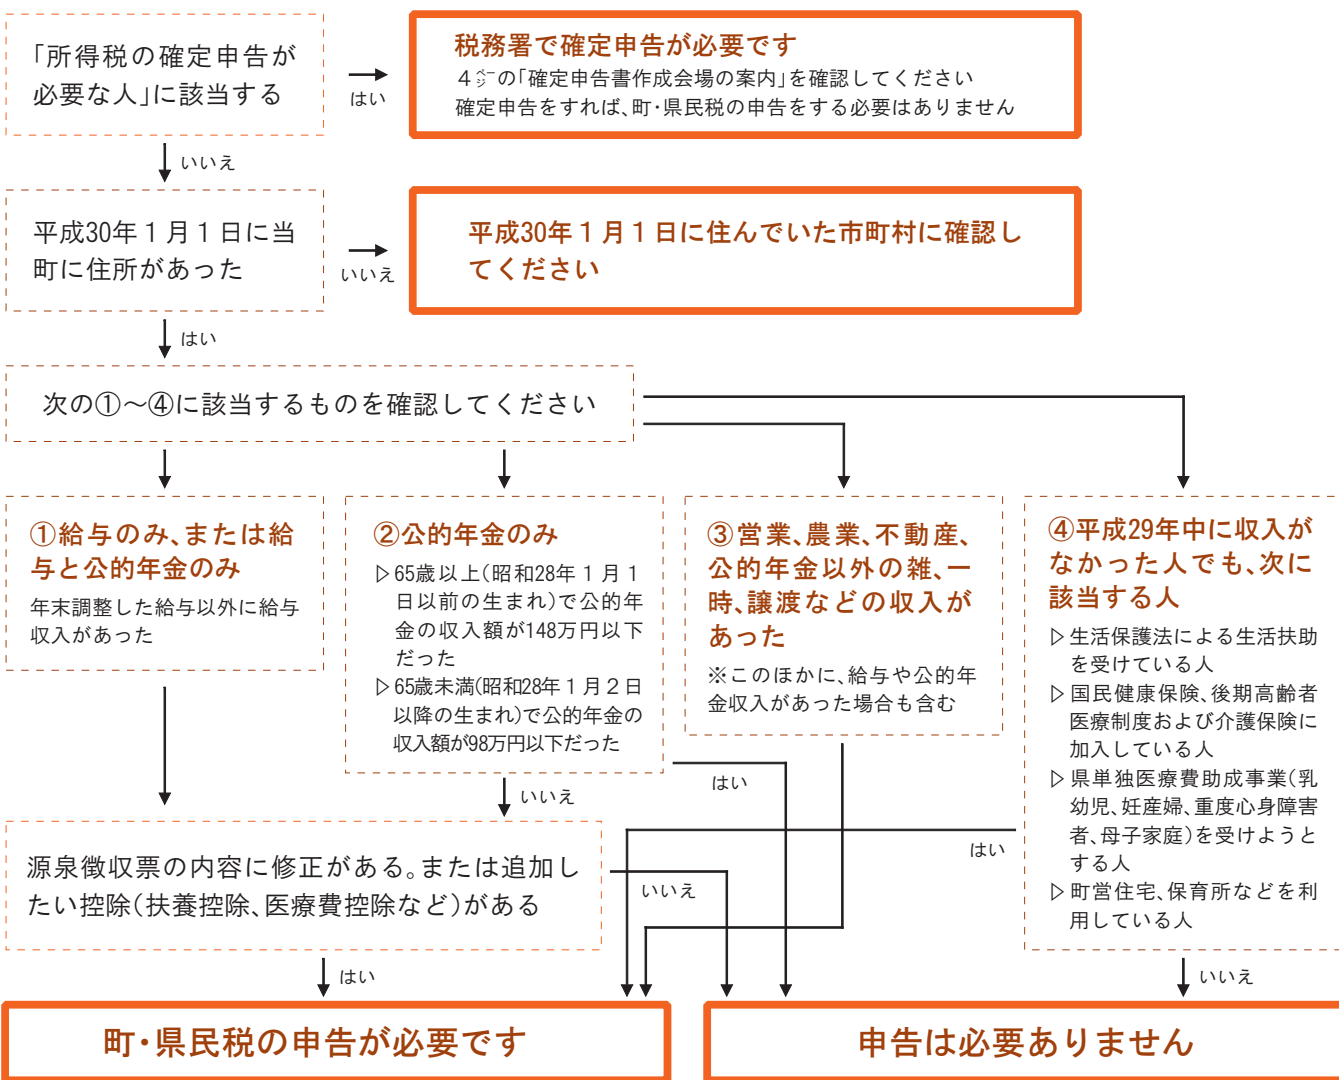 「所得税の確定申告が
必要な人」に該当する
はい
税務署で確定申告が必要です
４㌻の「確定申告書作成会場の案内」を確認してください
確定申告をすれば、町・県民税の申告をする必要はありません
いいえ
平成30年１月１日に当
町に住所があった
いいえ
平成30年１月１日に住んでいた市町村に確認し
てください
はい
次の①～④に該当するものを確認してください
①給与のみ、または給
与と公的年金のみ
年末調整した給与以外に給与
収入があった
②公的年金のみ
▷65歳以上(昭和28年１月１
日以前の生まれ)で公的年
金の収入額が148万円以下
だった
▷65歳未満(昭和28年１月２日
以降の生まれ)で公的年金の
収入額が98万円以下だった
③営業、農業、不動産、
公的年金以外の雑、一
時、譲渡などの収入が
あった
※このほかに、給与や公的年
金収入があった場合も含む
④平成29年中に収入が
なかった人でも、次に
該当する人
▷生活保護法による生活扶助
を受けている人
▷国民健康保険、後期高齢者
医療制度および介護保険に
加入している人
▷県単独医療費助成事業(乳
幼児、妊産婦、重度心身障害
者、母子家庭)を受けようと
する人
▷町営住宅、保育所などを利
用している人
いいえ
はい
はい
源泉徴収票の内容に修正がある。または追加し
たい控除(扶養控除、医療費控除など)がある
いいえ
はい
いいえ
町・県民税の申告が必要です
申告は必要ありません